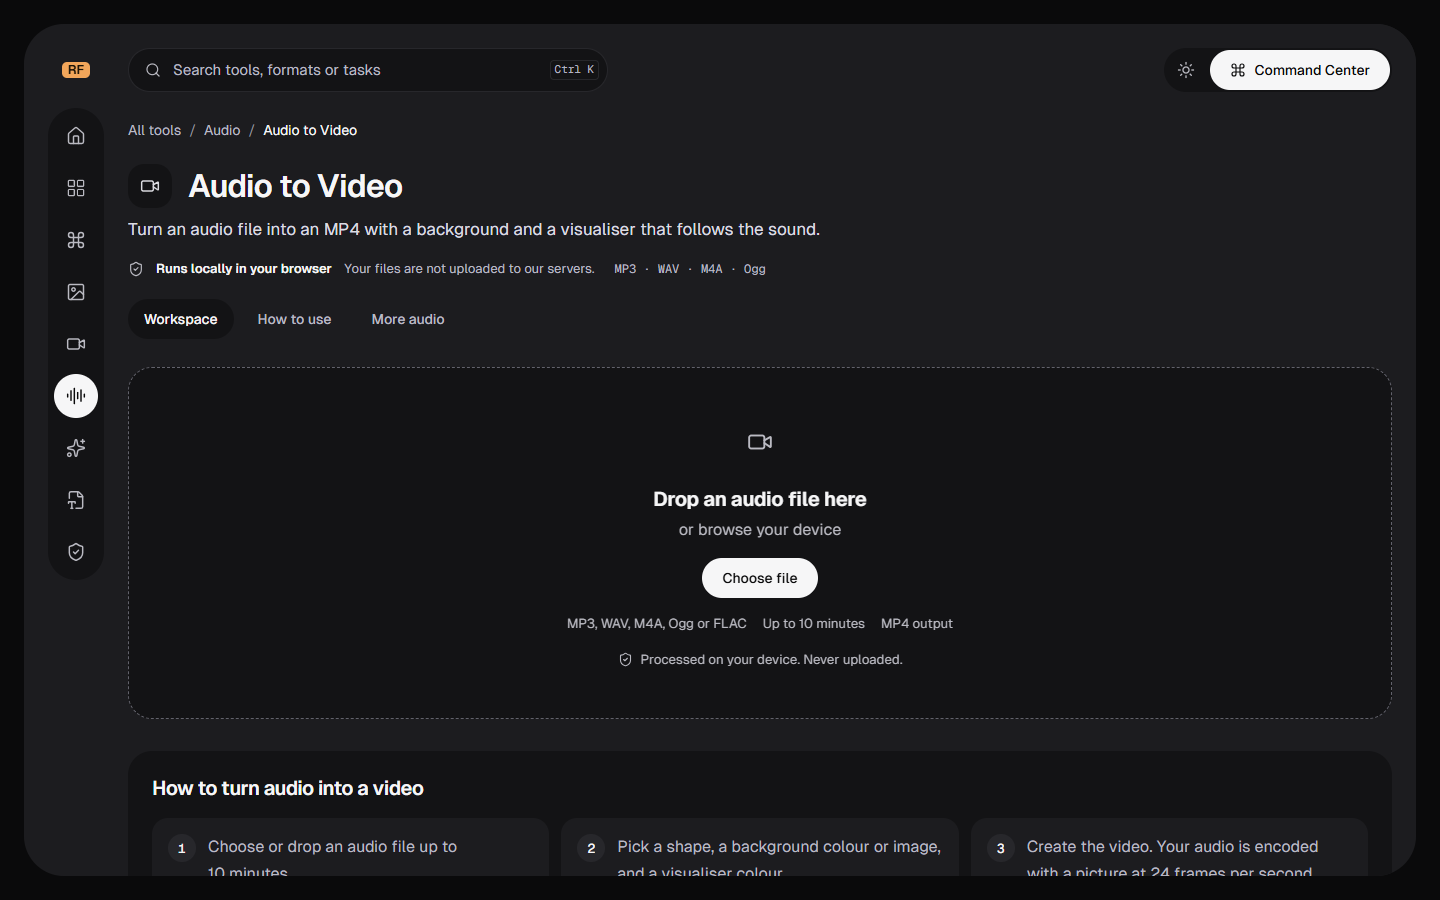 RF
Search tools, formats or tasks
Ctrl K
Command Center
All tools / Audio / Audio to Video
Audio to Video
Turn an audio file into an MP4 with a background and a visualiser that follows the sound.
Runs locally in your browser Your files are not uploaded to our servers. MP3 · WAV · M4A · Ogg
Workspace
How to use
More audio
Drop an audio file here
or browse your device
Choose file
MP3, WAV, M4A, Ogg or FLAC Up to 10 minutes MP4 output
Processed on your device. Never uploaded.
How to turn audio into a video
1 Choose or drop an audio file up to
10 minutes
2 Pick a shape, a background colour or image,
and a visualiser colour
3 Create the video. Your audio is encoded
with a picture at 24 frames per second